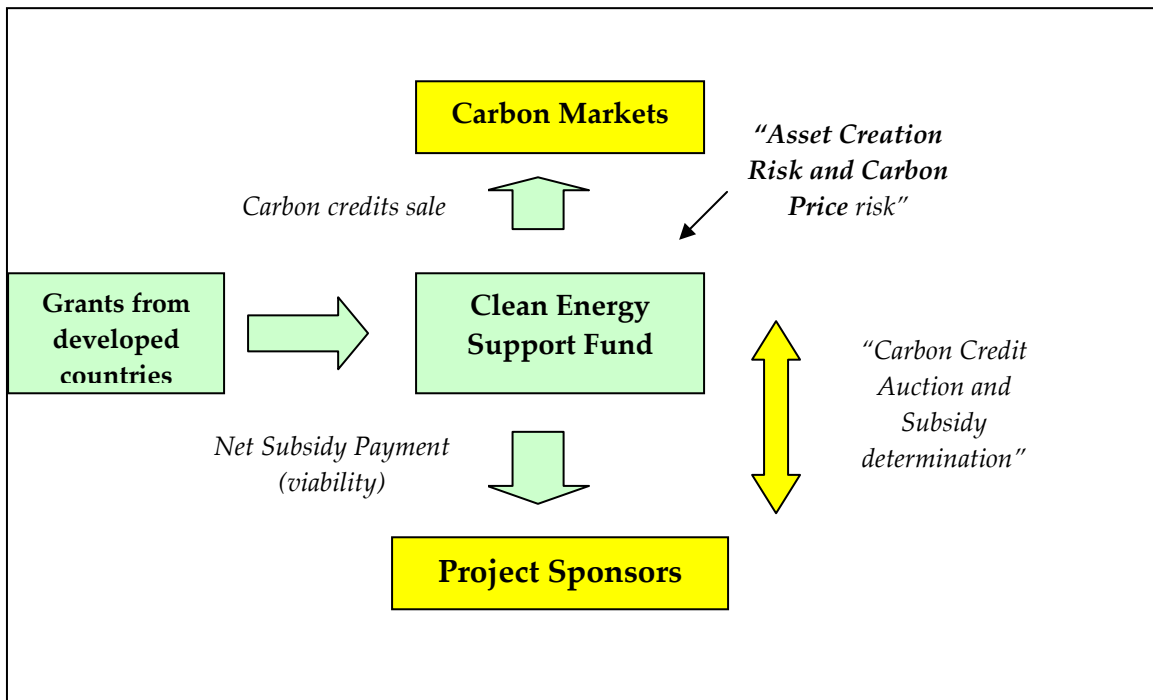 Carbon Markets
“Asset Creation
Risk and Carbon
Price risk”
Carbon credits sale
Grants from
developed
countries
Clean Energy
Support Fund
“Carbon Credit
Auction and
Subsidy
determination”
Net Subsidy Payment
(viability)
Project Sponsors